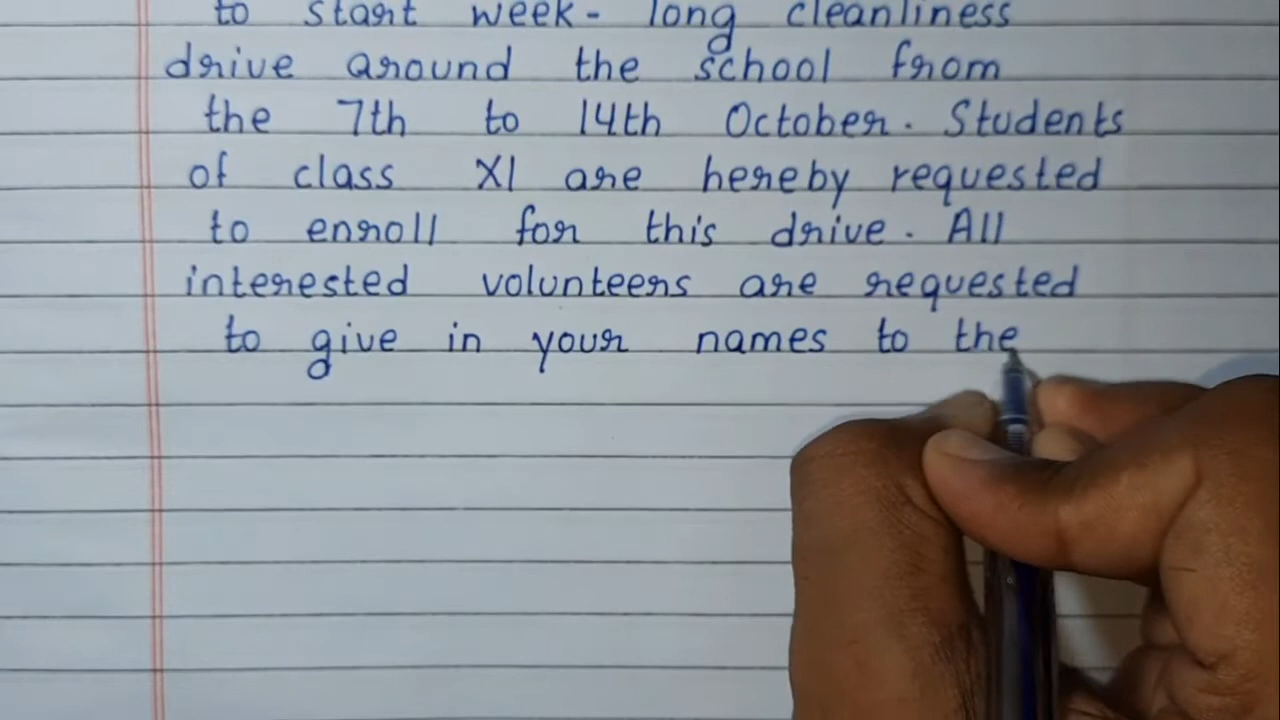 to start week- long cleanliness
drive around the school from
the 7th to 14th October. Students
of class XI are hereby requested
to enroll for this drive. All
interested volunteers are requested
to give in your names to the